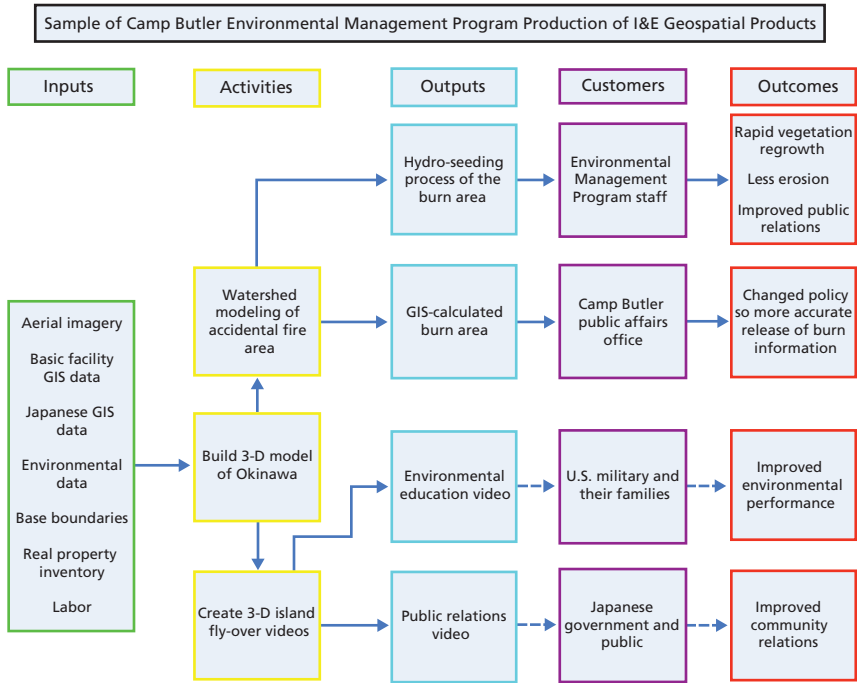 Sample of Camp Butler Environmental Management Program Production of I&E Geospatial Products
Inputs
Activities
Outputs
Customers
Outcomes
Aerial imagery
Basic facility
GIS data
Japanese GIS
data
Environmental
data
Base boundaries
Real property
inventory
Labor
Watershed
modeling of
accidental fire
area
Build 3-D model
of Okinawa
Create 3-D island
fly-over videos
Hydro-seeding
process of the
burn area
GIS-calculated
burn area
Environmental
education video
Public relations
video
Environmental
Management
Program staff
Camp Butler
public affairs
office
U.S. military and
their families
Japanese
government and
public
Rapid vegetation
regrowth
Less erosion
Improved public
relations
Changed policy
so more accurate
release of burn
information
Improved
environmental
performance
Improved
community
relations